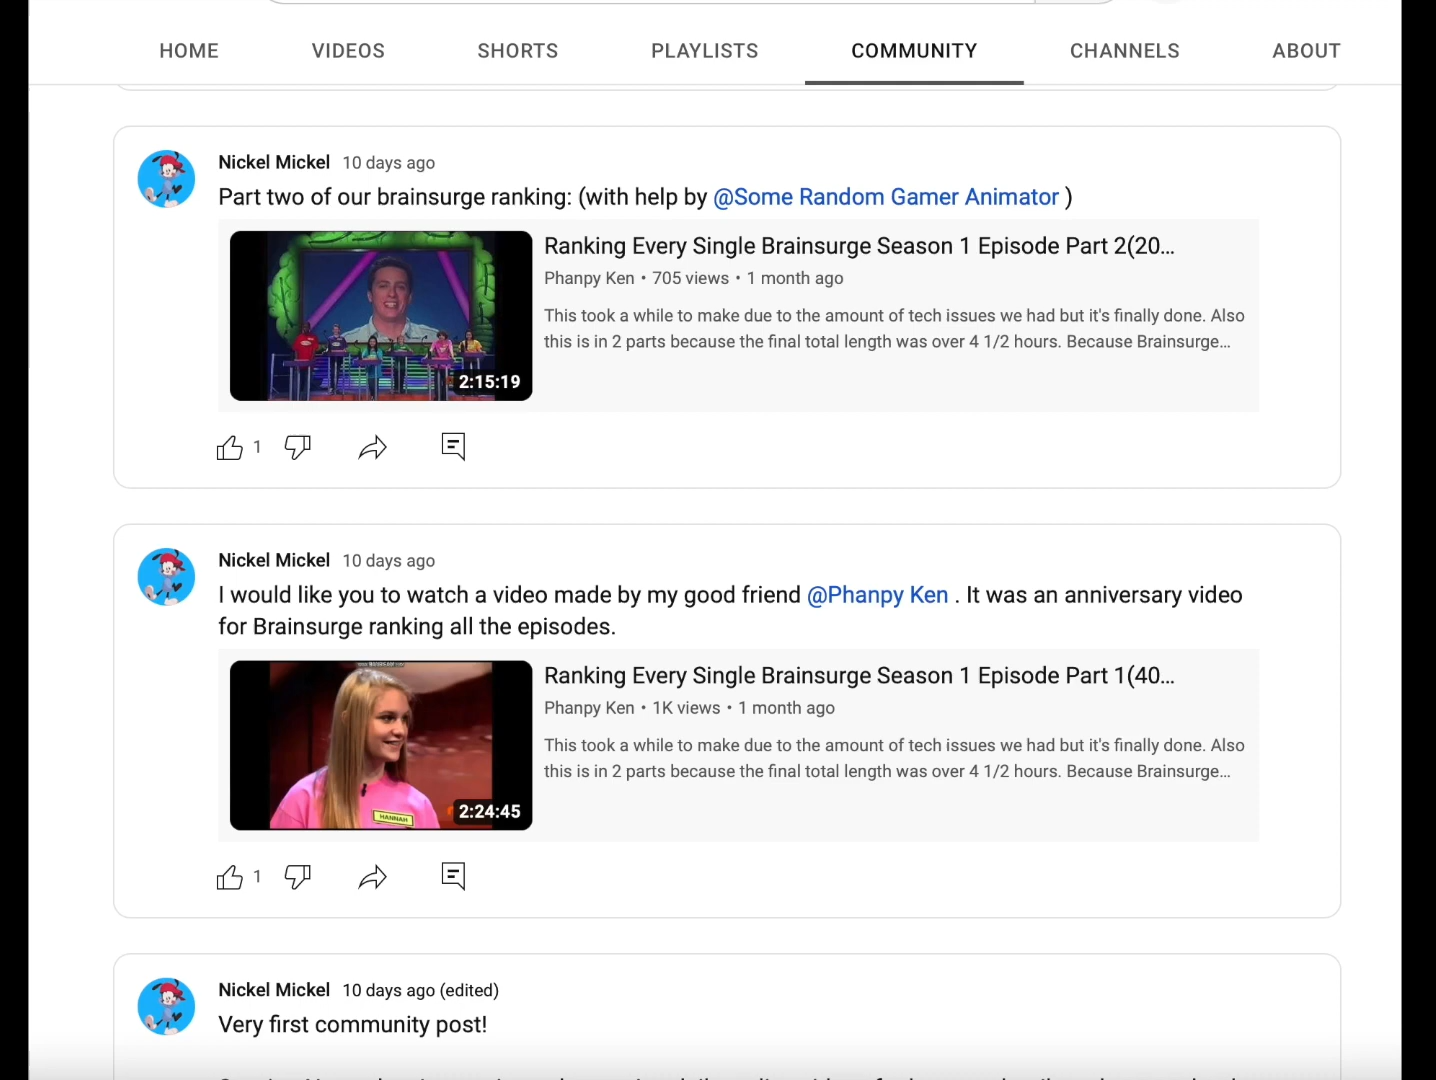 HOME VIDEOS SHORTS PLAYLISTS COMMUNITY CHANNELS ABOUT
Nickel Mickel 10 days ago
Part two of our brainsurge ranking: (with help by @Some Random Gamer Animator )
Ranking Every Single Brainsurge Season 1 Episode Part 2(20...
Phanpy Ken • 705 views • 1 month ago
This took a while to make due to the amount of tech issues we had but it's finally done. Also
this is in 2 parts because the final total length was over 4 1/2 hours. Because Brainsurge...
2:15:19
1
Nickel Mickel 10 days ago
I would like you to watch a video made by my good friend @Phanpy Ken . It was an anniversary video
for Brainsurge ranking all the episodes.
Ranking Every Single Brainsurge Season 1 Episode Part 1(40...
Phanpy Ken • 1K views • 1 month ago
This took a while to make due to the amount of tech issues we had but it's finally done. Also
this is in 2 parts because the final total length was over 4 1/2 hours. Because Brainsurge...
HANNAH
2:24:45
1
Nickel Mickel 10 days ago (edited)
Very first community post!